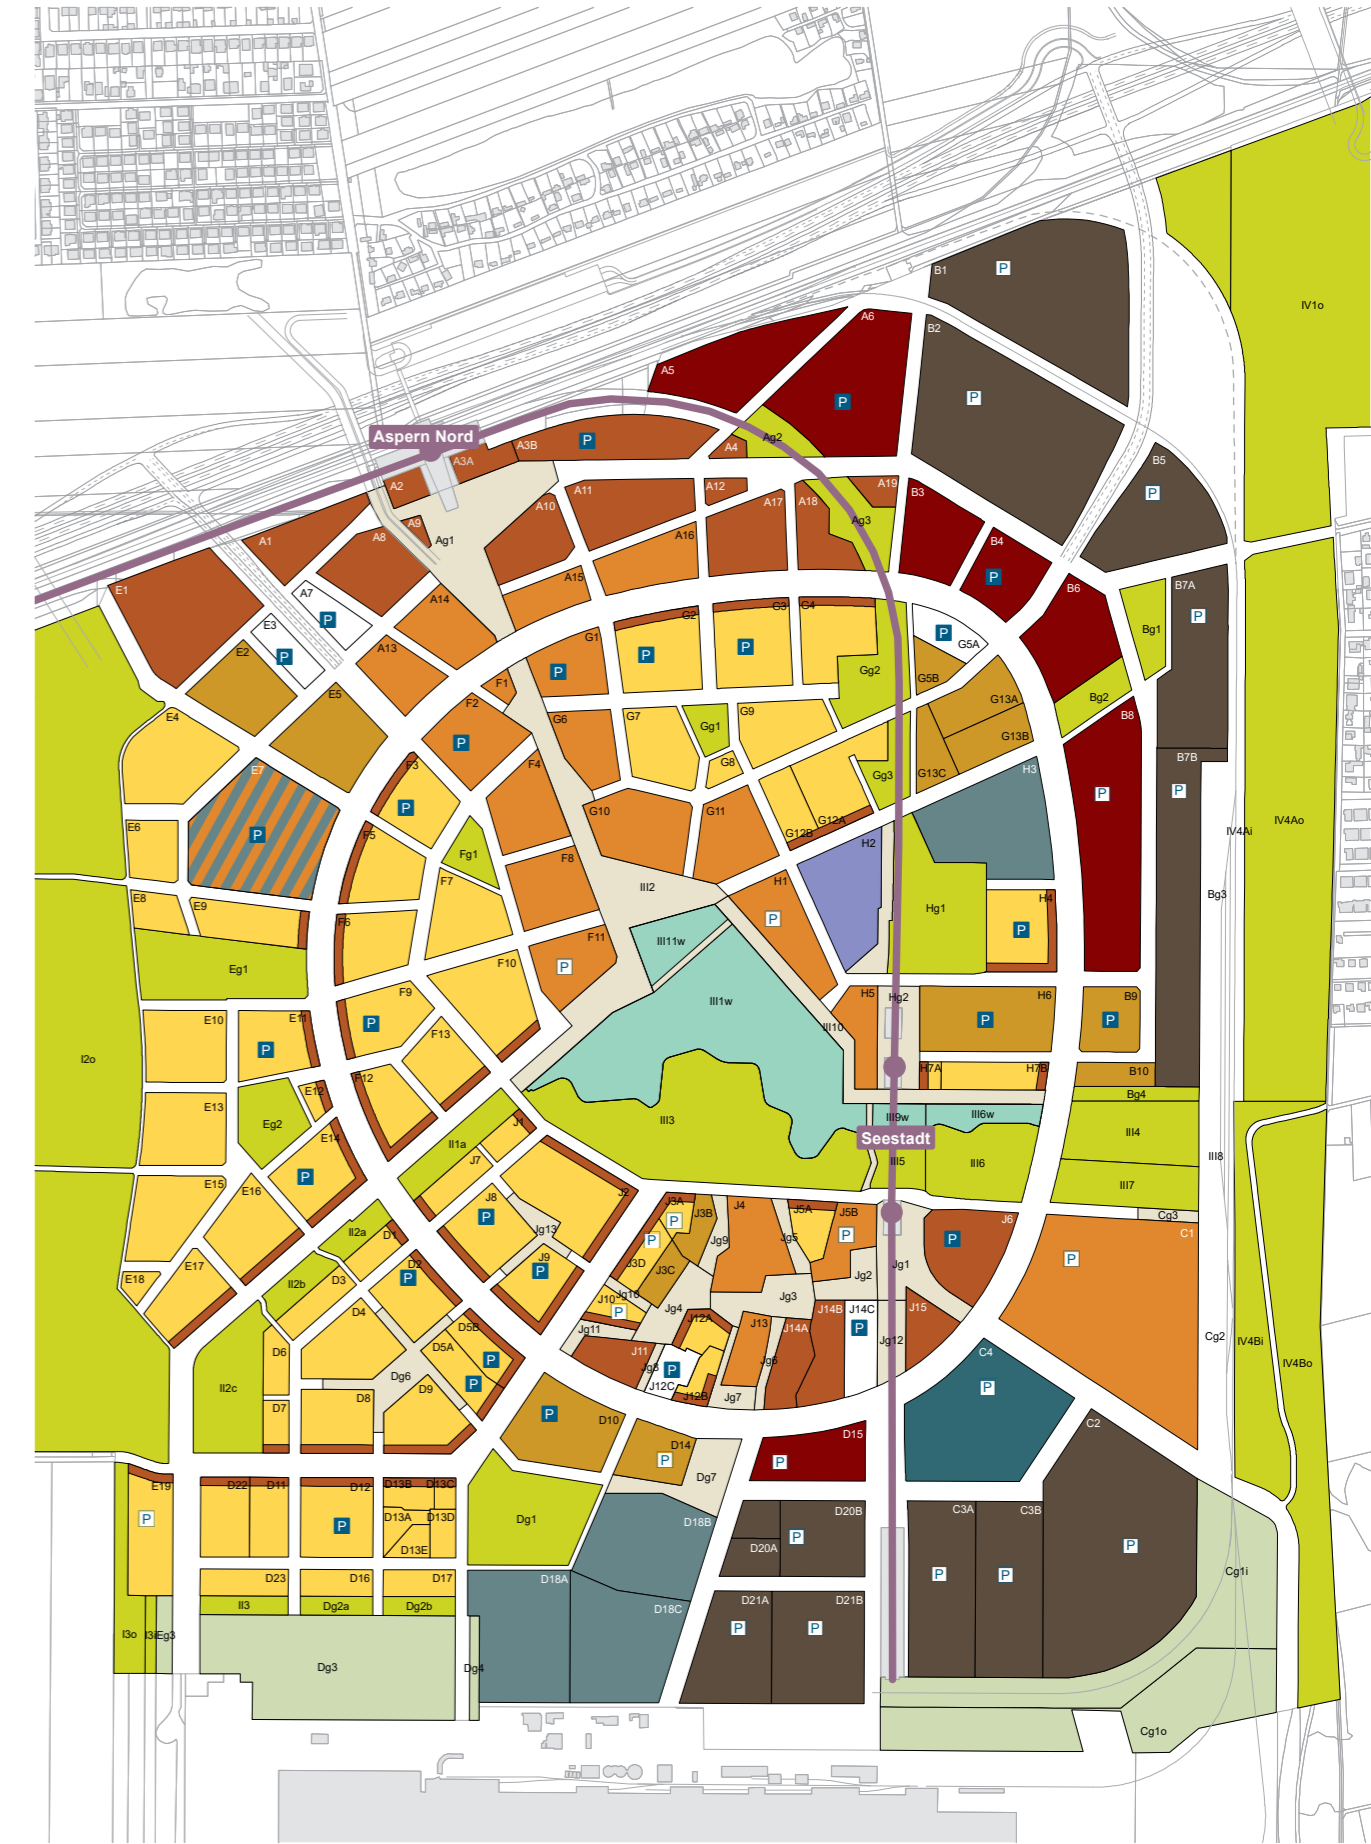 B1
P
IV1o
A6
B2
A5
P
P
Ag2
Aspern Nord
A3B
P
A4
A3A
B5
P
A2
A11
A12
A17
A18
A19
B3
A10
A9
A1
A8
Ag1
A16
Ag3
B4
P
A15
E1
A7
P
A14
B6
B7A
P
E3
P
E2
A13
G1
G2
G3
G4
P
G5A
Bg1
P
P
P
Gg2
G5B
E5
F1
F2
G13A
Bg2
E4
P
G6
G7
Gg1
G9
G13B
B8
E7
F3
F4
G8
Gg3
G13C
H3
B7B
P
P
P
P
G10
G11
G12A
G12B
E6
F5
Fg1
H2
IV4Ai
IV4Ao
F8
F7
III2
H1
E8
E9
F6
F11
P
Hg1
H4
P
Bg3
III11w
Eg1
F10
P
III1w
F9
P
H5
Hg2
H6
P
B9
P
E10
E11
P
F13
III10
I2o
F12
H7A
H7B
B10
E12
Bg4
E13
Eg2
III3
III9w
III6w
III4
J1
II1a
Seestadt
E14
P
J7
III5
III6
III7
III8
E15
E16
J8
P
J2
J3A
P
J3B
J4
J5A
J5B
P
Cg3
II2a
D1
Jg13
P
Jg9
Jg5
J6
P
C1
P
E17
E18
D2
P
J9
P
J3D
J3C
Jg2
Jg1
II2b
D3
Jg10
J10
P
Jg4
Jg3
D4
J14B
J14C
P
J15
Jg11
J12A
J13
J14A
Jg12
Cg2
IV4Bi
D5B
D5A
P
D6
J11
Jg8
P
J12C
Jg6
C4
P
IV4Bo
Dg6
P
II2c
D9
J12B
Jg7
D8
D7
P
D10
D14
P
D15
P
C2
Dg7
E19
P
D22
D11
D12
P
D13B
D13C
D13A
D13D
D13E
Dg1
D18B
D20B
P
D20A
C3A
C3B
P
P
P
D23
D16
D17
D18A
D18C
D21A
P
D21B
P
Cg1i
II3
Dg2a
Dg2b
I3o
I3i
Eg3
Dg3
Dg4
Cg1o